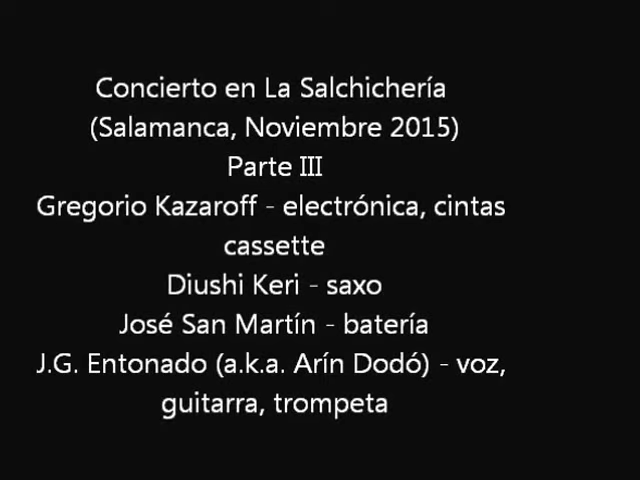 Concierto en La Salchichería
(Salamanca, Noviembre 2015)
Parte III
Gregorio Kazaroff - electrónica, cintas
cassette
Diushi Keri - saxo
José San Martín - batería
J.G. Entonado (a.k.a. Arín Dodó) - voz,
guitarra, trompeta